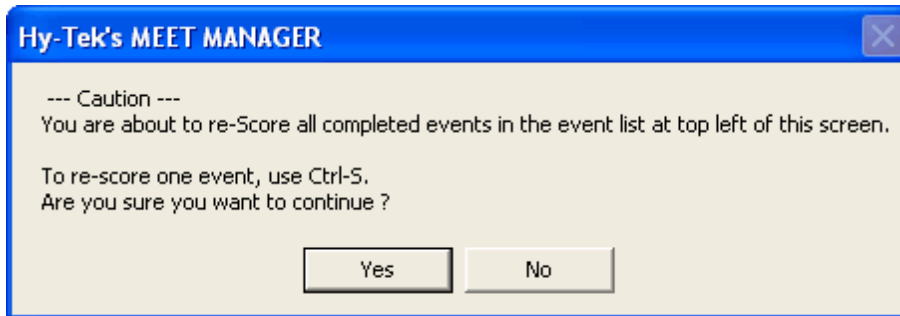 Hy-Tek's MEET MANAGER
--- Caution ---
You are about to re-Score all completed events in the event list at top left of this screen.
To re-score one event, use Ctrl-S.
Are you sure you want to continue ?
Yes
No